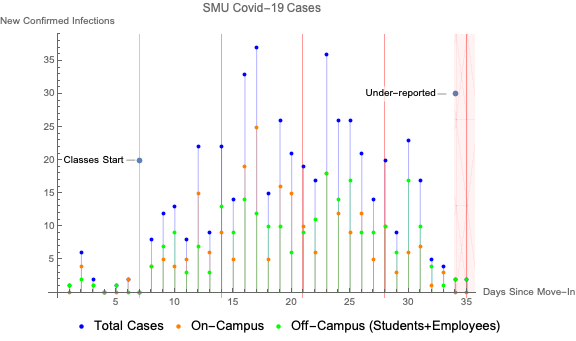 SMU Covid-19 Cases
New Confirmed Infections
35
30
25
20
15
10
5
Under-reported
Classes Start
5
10
15
20
25
30
35
Days Since Move-In
Total Cases
On-Campus
Off-Campus (Students+Employees)